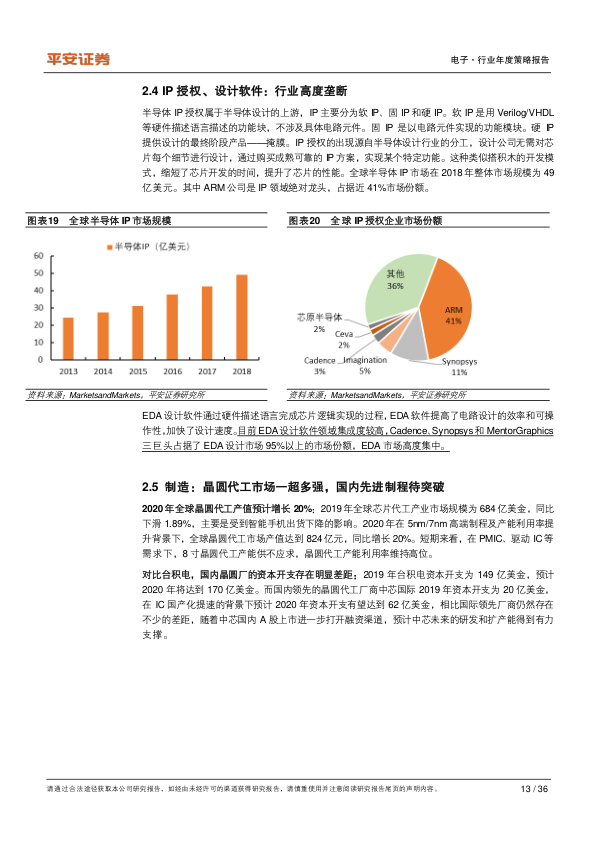 平安证券
电子·行业年度策略报告
2.4 IP 授权、设计软件：行业高度垄断
半导体 IP 授权属于半导体设计的上游，IP 主要分为软 IP、固 IP 和硬 IP。软 IP 是用 Verilog/VHDL
等硬件描述语言描述的功能块，不涉及具体电路元件。固 IP 是以电路元件实现的功能模块。硬 IP
提供设计的最终阶段产品——掩膜。IP 授权的出现源自半导体设计行业的分工，设计公司无需对芯
片每个细节进行设计，通过购买成熟可靠的 IP 方案，实现某个特定功能。这种类似搭积木的开发模
式，缩短了芯片开发的时间，提升了芯片的性能。全球半导体 IP 市场在 2018 年整体市场规模为 49
亿美元。其中 ARM 公司是 IP 领域绝对龙头，占据近 41%市场份额。
图表19 全球半导体 IP 市场规模
半导体IP（亿美元）
60
50
40
30
20
10
0
2013 2014 2015 2016 2017 2018
资料来源：MarketsandMarkets，平安证券研究所
图表20 全球 IP 授权企业市场份额
其他
36%
ARM
41%
芯原半导体
2%
Ceva
2%
Cadence
3%
Imagination
5%
Synopsys
11%
资料来源：MarketsandMarkets，平安证券研究所
EDA 设计软件通过硬件描述语言完成芯片逻辑实现的过程，EDA 软件提高了电路设计的效率和可操
作性，加快了设计速度。目前 EDA 设计软件领域集成度较高，Cadence、Synopsys 和 MentorGraphics
三巨头占据了 EDA 设计市场 95%以上的市场份额，EDA 市场高度集中。
2.5 制造：晶圆代工市场一超多强，国内先进制程待突破
2020 年全球晶圆代工产值预计增长 20%；2019 年全球芯片代工产业市场规模为 684 亿美金，同比
下滑 1.89%，主要是受到智能手机出货下降的影响。2020 年在 5nm/7nm 高端制程及产能利用率提
升背景下，全球晶圆代工市场产值达到 824 亿元，同比增长 20%。短期来看，在 PMIC、驱动 IC 等
需求下，8 寸晶圆代工产能供不应求，晶圆代工产能利用率维持高位。
对比台积电，国内晶圆厂的资本开支存在明显差距；2019 年台积电资本开支为 149 亿美金，预计
2020 年将达到 170 亿美金。而国内领先的晶圆代工厂商中芯国际 2019 年资本开支为 20 亿美金，
在 IC 国产化提速的背景下预计 2020 年资本开支有望达到 62 亿美金，相比国际领先厂商仍然存在
不少的差距，随着中芯国内 A 股上市进一步打开融资渠道，预计中芯未来的研发和扩产能得到有力
支撑。
请通过合法途径获取本公司研究报告，如经由未经许可的渠道获得研究报告，请慎重使用并注意阅读研究报告尾页的声明内容。
13 / 36